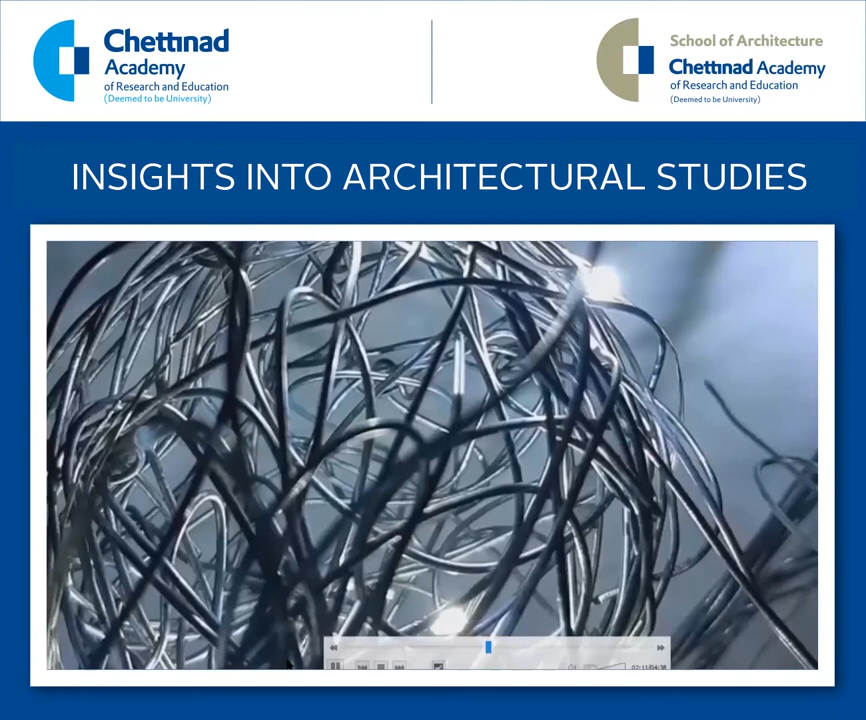 Chettinad
Academy
of Research and Education
(Deemed to be University)
School of Architecture
Chettinad Academy
of Research and Education
(Deemed to be University)
INSIGHTS INTO ARCHITECTURAL STUDIES